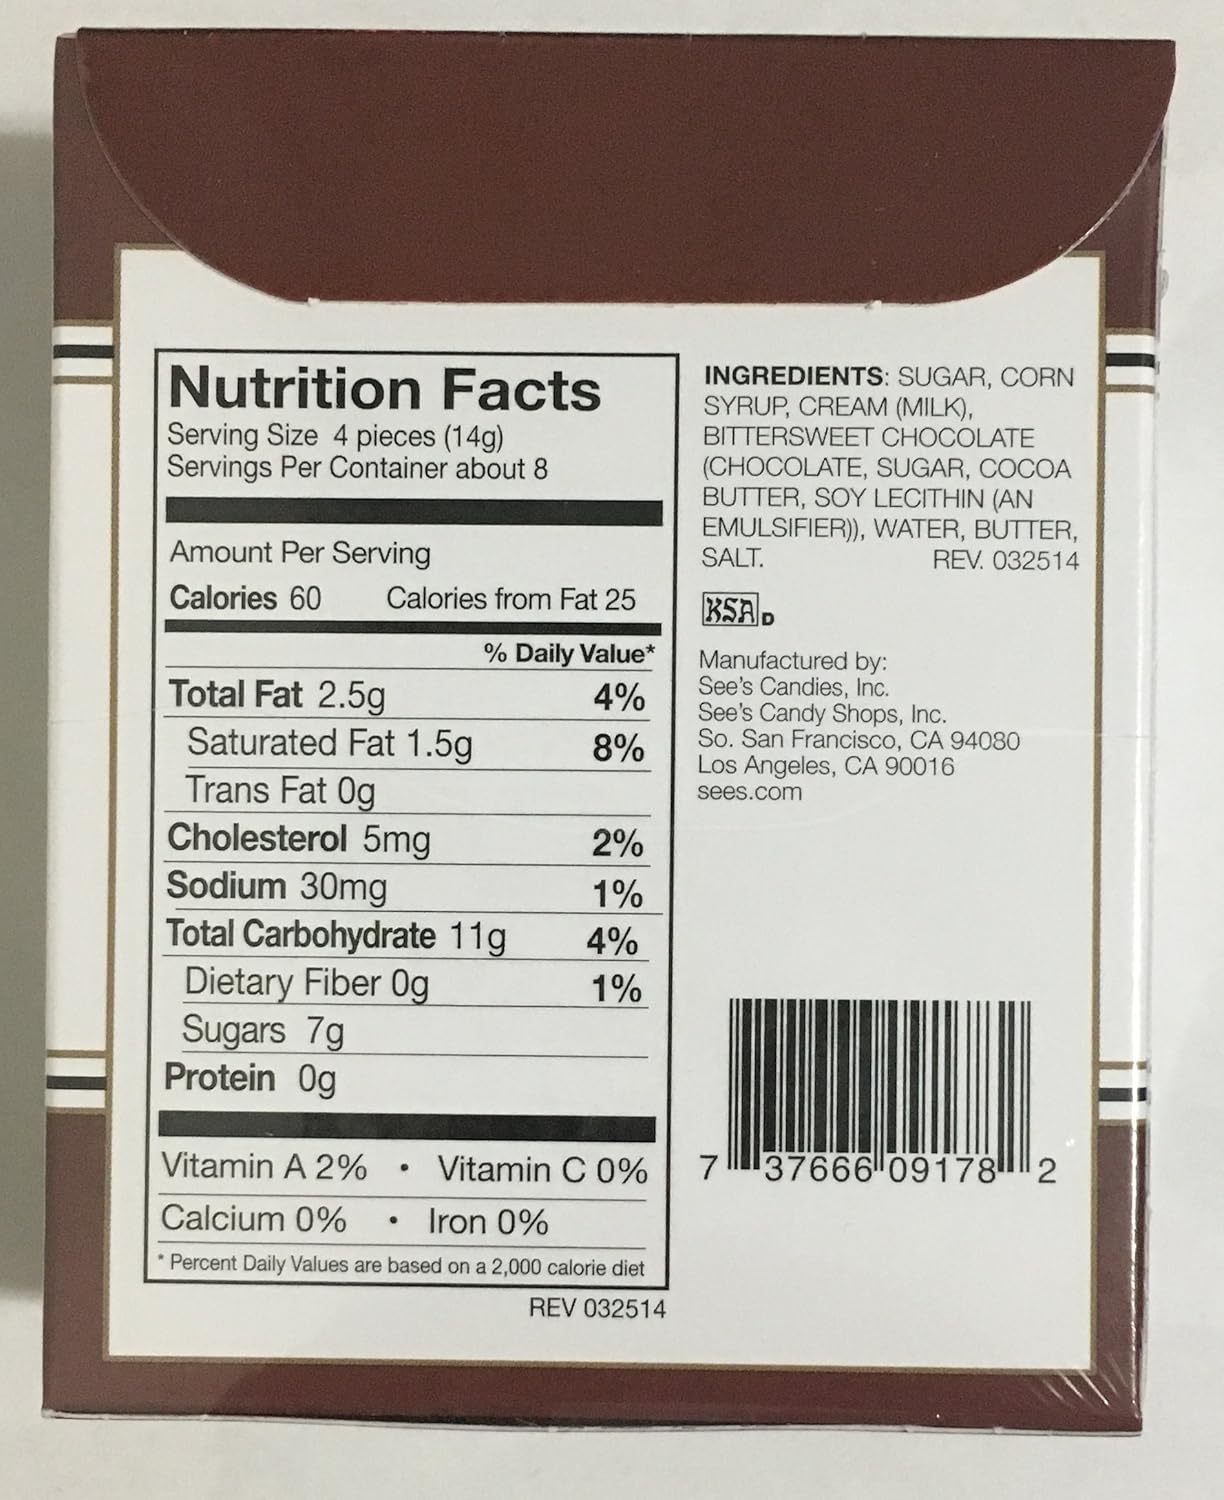 Nutrition Facts
Serving Size 4 pieces (14g)
Servings Per Container about 8
Amount Per Serving
Calories 60 Calories from Fat 25
% Daily Value*
Total Fat 2.5g 4%
Saturated Fat 1.5g 8%
Trans Fat 0g
Cholesterol 5mg 2%
Sodium 30mg 1%
Total Carbohydrate 11g 4%
Dietary Fiber 0g 1%
Sugars 7g
Protein 0g
Vitamin A 2% • Vitamin C 0%
Calcium 0% • Iron 0%
* Percent Daily Values are based on a 2,000 calorie diet
REV 032514
INGREDIENTS: SUGAR, CORN
SYRUP, CREAM (MILK),
BITTERSWEET CHOCOLATE
(CHOCOLATE, SUGAR, COCOA
BUTTER, SOY LECITHIN (AN
EMULSIFIER)), WATER, BUTTER,
SALT. REV. 032514
KSA D
Manufactured by:
See's Candies, Inc.
See's Candy Shops, Inc.
So. San Francisco, CA 94080
Los Angeles, CA 90016
sees.com
7 37666 09178 2